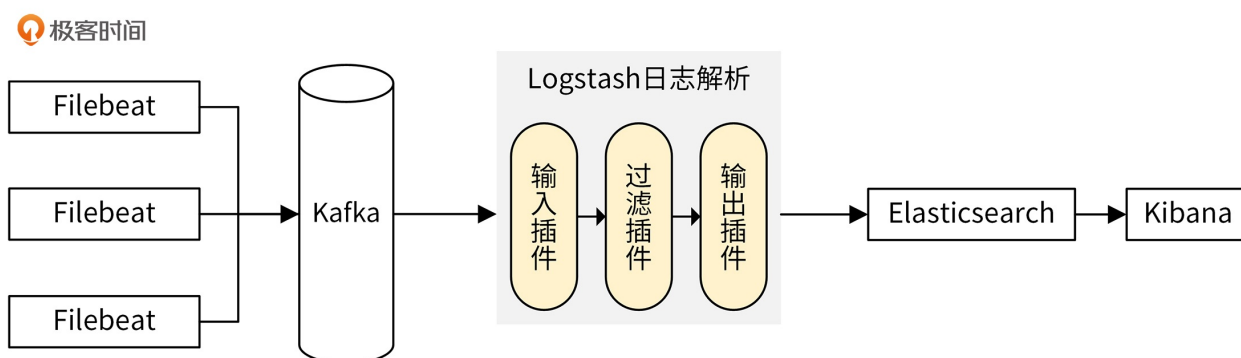 极客时间
Logstash日志解析
Filebeat
Filebeat
Filebeat
Kafka
输入插件
过滤插件
输出插件
Elasticsearch
Kibana